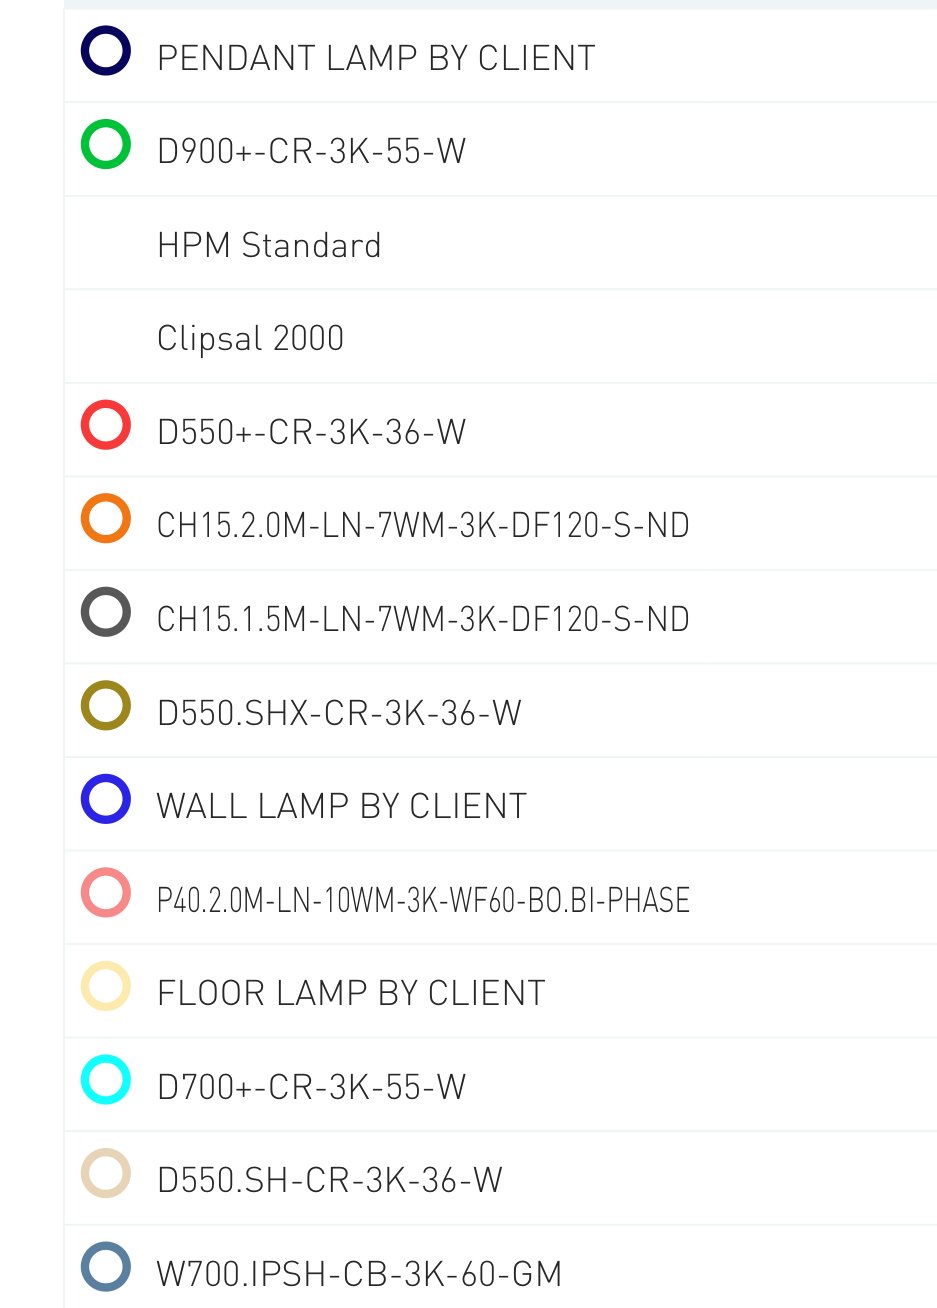 PENDANT LAMP BY CLIENT
D900+-CR-3K-55-W
HPM Standard
Clipsal 2000
D550+-CR-3K-36-W
CH15.2.0M-LN-7WM-3K-DF120-S-ND
CH15.1.5M-LN-7WM-3K-DF120-S-ND
D550.SHX-CR-3K-36-W
WALL LAMP BY CLIENT
P40.2.0M-LN-10WM-3K-WF60-BO.BI-PHASE
FLOOR LAMP BY CLIENT
D700+-CR-3K-55-W
D550.SH-CR-3K-36-W
W700.IPSH-CB-3K-60-GM